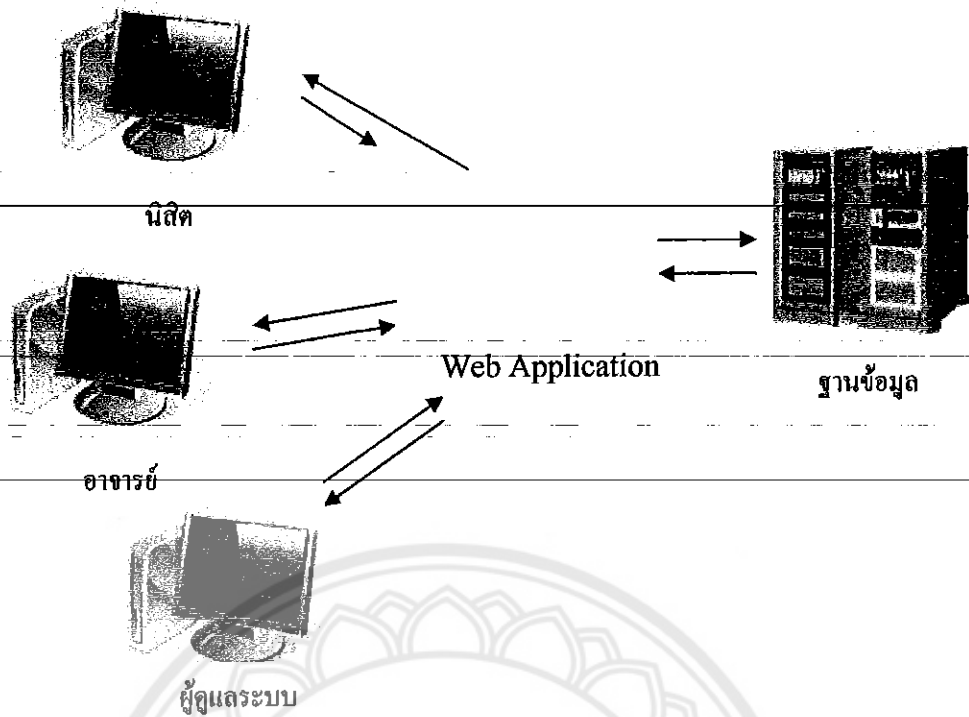 นิสิต
Web Application
ฐานข้อมูล
อาจารย์
ผู้ดูแลระบบ